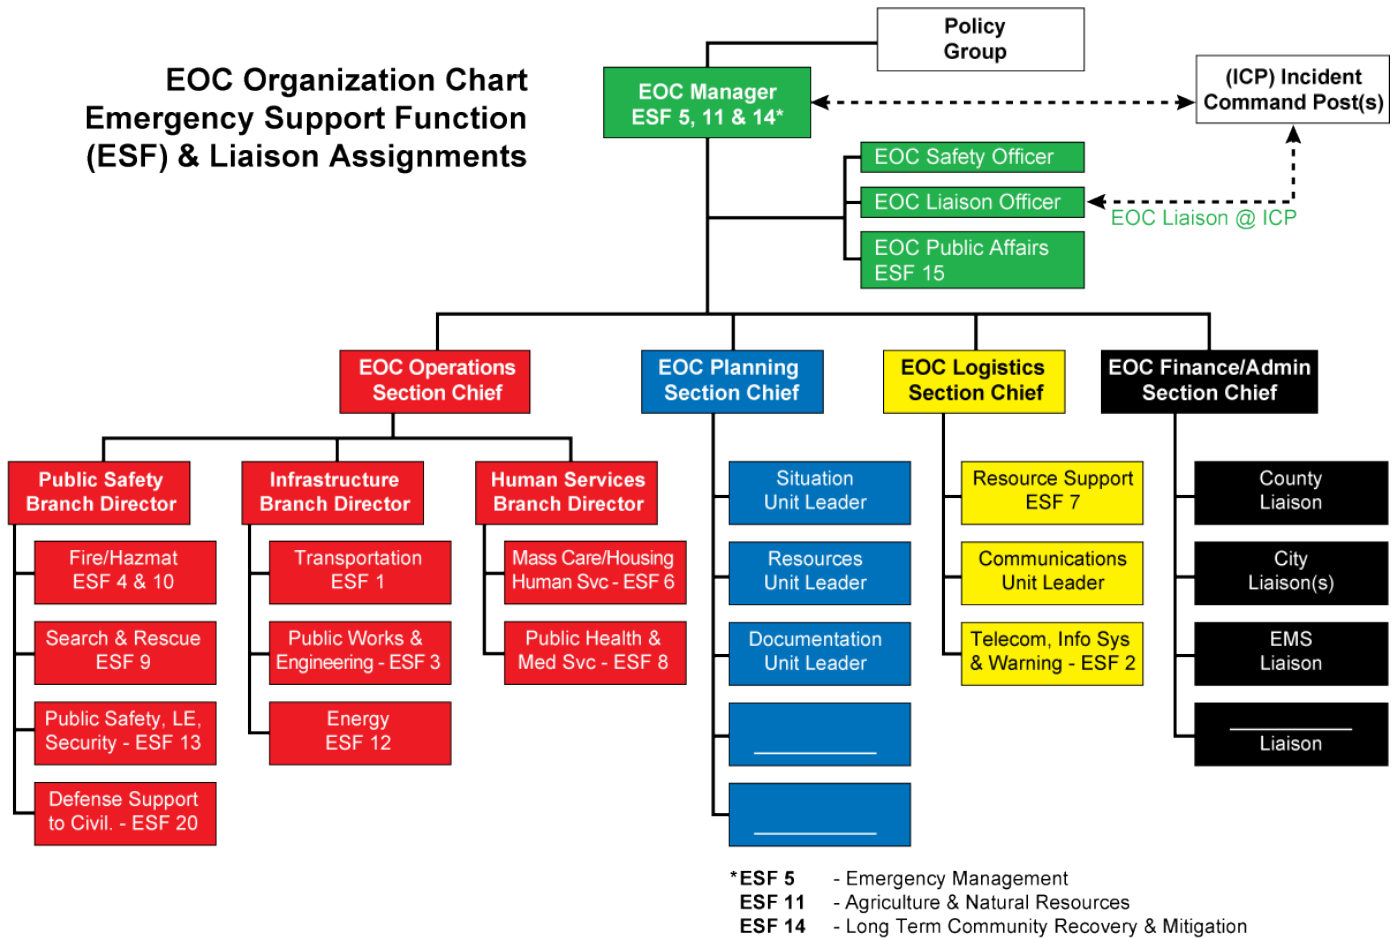 EOC Organization Chart
Emergency Support Function
(ESF) & Liaison Assignments
Policy
Group
EOC Manager
ESF 5, 11 & 14*
(ICP) Incident
Command Post(s)
EOC Safety Officer
EOC Liaison Officer
EOC Liaison @ ICP
EOC Public Affairs
ESF 15
EOC Operations
Section Chief
EOC Planning
Section Chief
EOC Logistics
Section Chief
EOC Finance/Admin
Section Chief
Public Safety
Branch Director
Fire/Hazmat
ESF 4 & 10
Search & Rescue
ESF 9
Public Safety, LE,
Security - ESF 13
Defense Support
to Civil. - ESF 20
Infrastructure
Branch Director
Transportation
ESF 1
Public Works &
Engineering - ESF 3
Energy
ESF 12
Human Services
Branch Director
Mass Care/Housing
Human Svc - ESF 6
Public Health &
Med Svc - ESF 8
Situation
Unit Leader
Resources
Unit Leader
Documentation
Unit Leader
Resource Support
ESF 7
Communications
Unit Leader
Telecom, Info Sys
& Warning - ESF 2
County
Liaison
City
Liaison(s)
EMS
Liaison
Liaison
*ESF 5 - Emergency Management
ESF 11 - Agriculture & Natural Resources
ESF 14 - Long Term Community Recovery & Mitigation